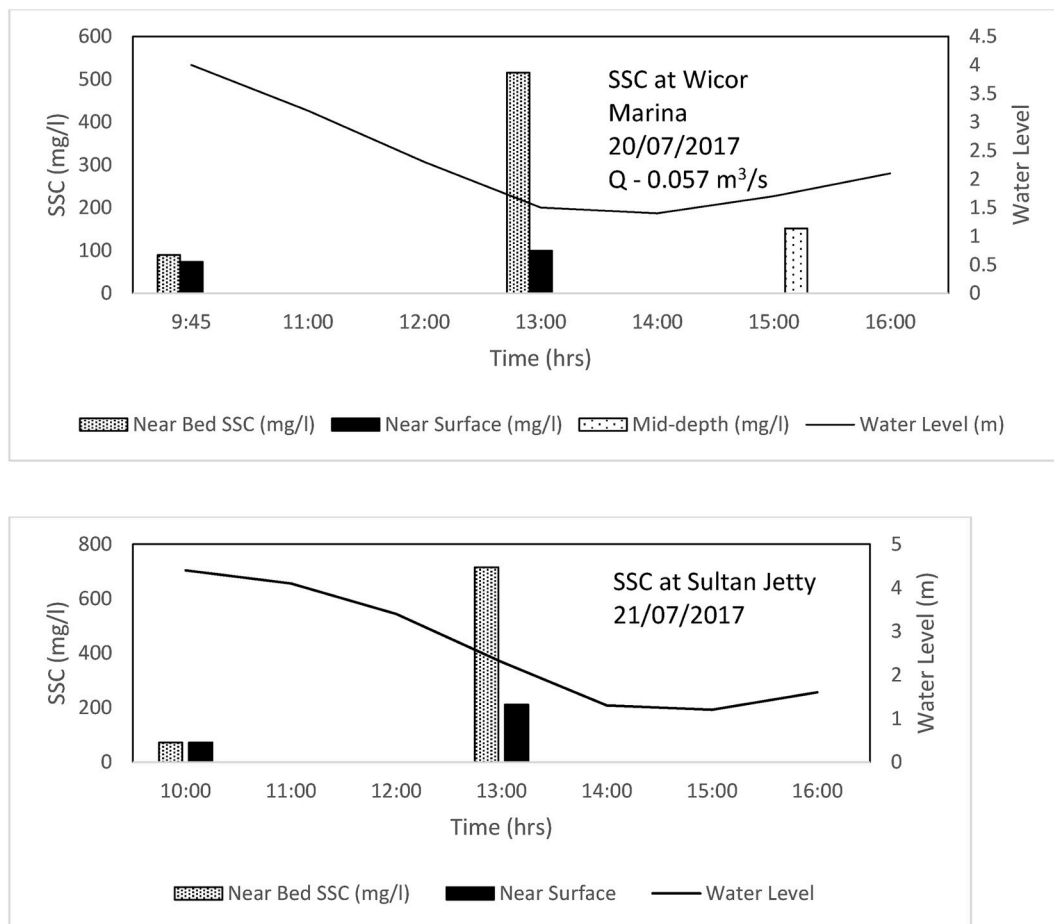 600
500
400
300
200
100
0
SSC (mg/l)
4.5
4
3.5
3
2.5
2
1.5
1
0.5
0
Water Level
SSC at Wicor
Marina
20/07/2017
Q - 0.057 m³/s
9:45 11:00 12:00 13:00 14:00 15:00 16:00
Time (hrs)
Near Bed SSC (mg/l) Near Surface (mg/l) Mid-depth (mg/l) Water Level (m)
800
600
400
200
0
SSC (mg/l)
5
4
3
2
1
0
Water Level (m)
SSC at Sultan Jetty
21/07/2017
10:00 11:00 12:00 13:00 14:00 15:00 16:00
Time (hrs)
Near Bed SSC (mg/l) Near Surface Water Level